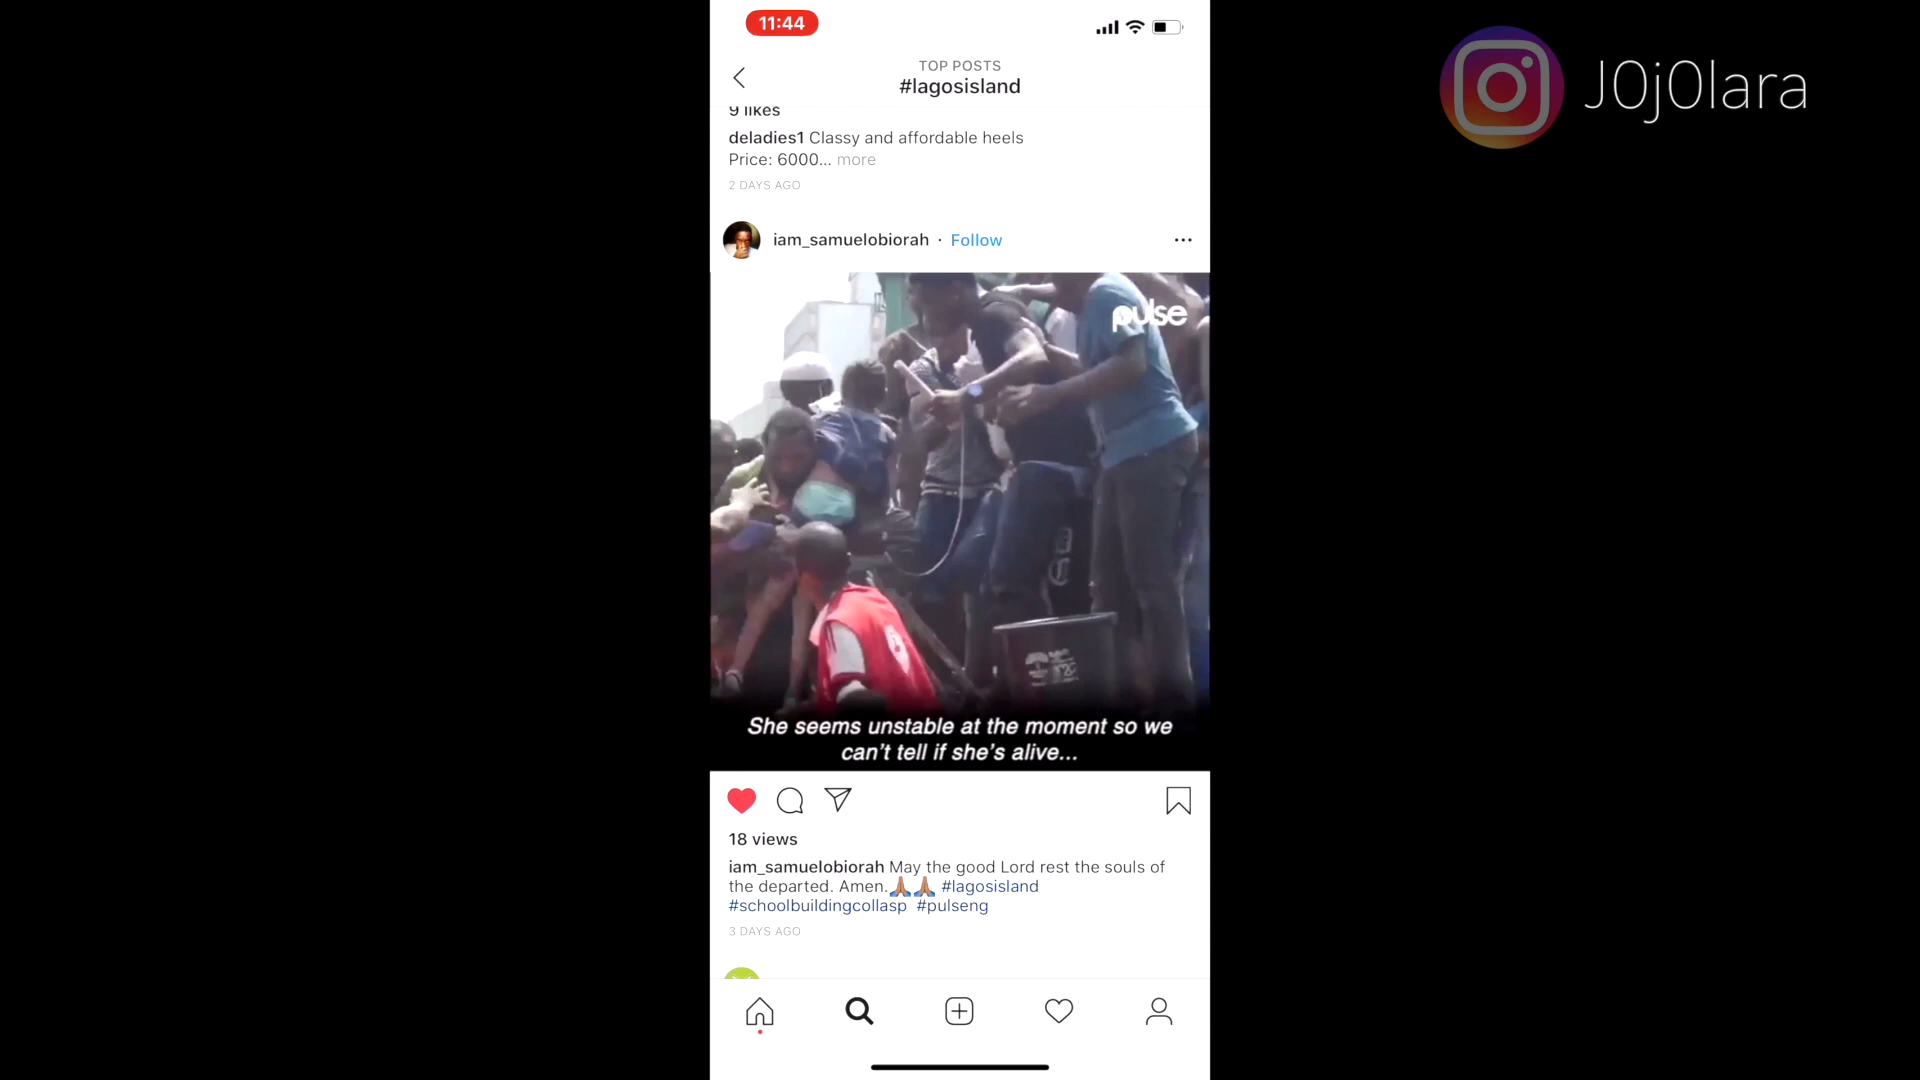 11:44
J0j0lara
TOP POSTS
#lagosisland
9 likes
deladies1 Classy and affordable heels
Price: 6000... more
2 DAYS AGO
iam_samuelobiorah · Follow
pulse
She seems unstable at the moment so we
can't tell if she's alive...
18 views
iam_samuelobiorah May the good Lord rest the souls of
the departed. Amen.🙏🏽🙏🏽 #lagosisland
#schoolbuildingcollasp #pulseng
3 DAYS AGO